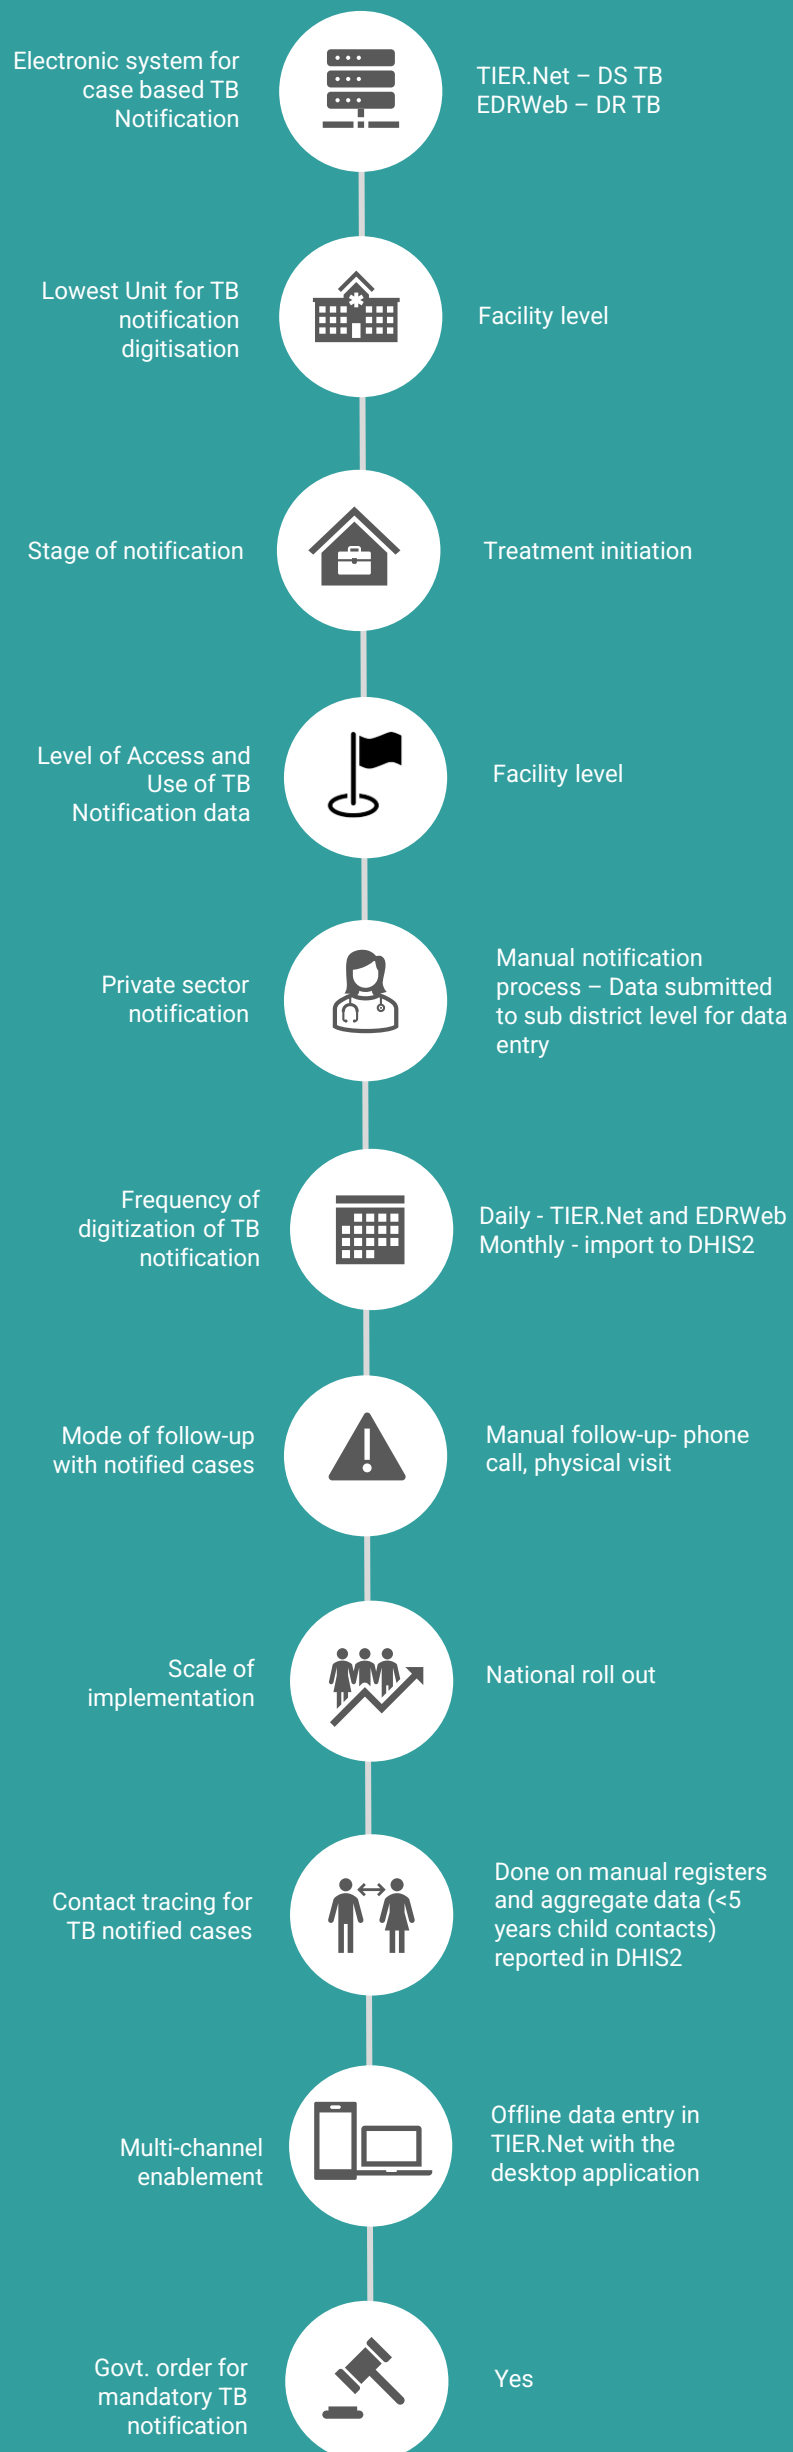 Electronic system for
case based TB
Notification
TIER.Net – DS TB
EDRWeb – DR TB
Lowest Unit for TB
notification
digitisation
Facility level
Stage of notification
Treatment initiation
Level of Access and
Use of TB
Notification data
Facility level
Private sector
notification
Manual notification
process – Data submitted
to sub district level for data
entry
Frequency of
digitization of TB
notification
Daily - TIER.Net and EDRWeb
Monthly - import to DHIS2
Mode of follow-up
with notified cases
Manual follow-up- phone
call, physical visit
Scale of
implementation
National roll out
Contact tracing for
TB notified cases
Done on manual registers
and aggregate data (<5
years child contacts)
reported in DHIS2
Multi-channel
enablement
Offline data entry in
TIER.Net with the
desktop application
Govt. order for
mandatory TB
notification
Yes